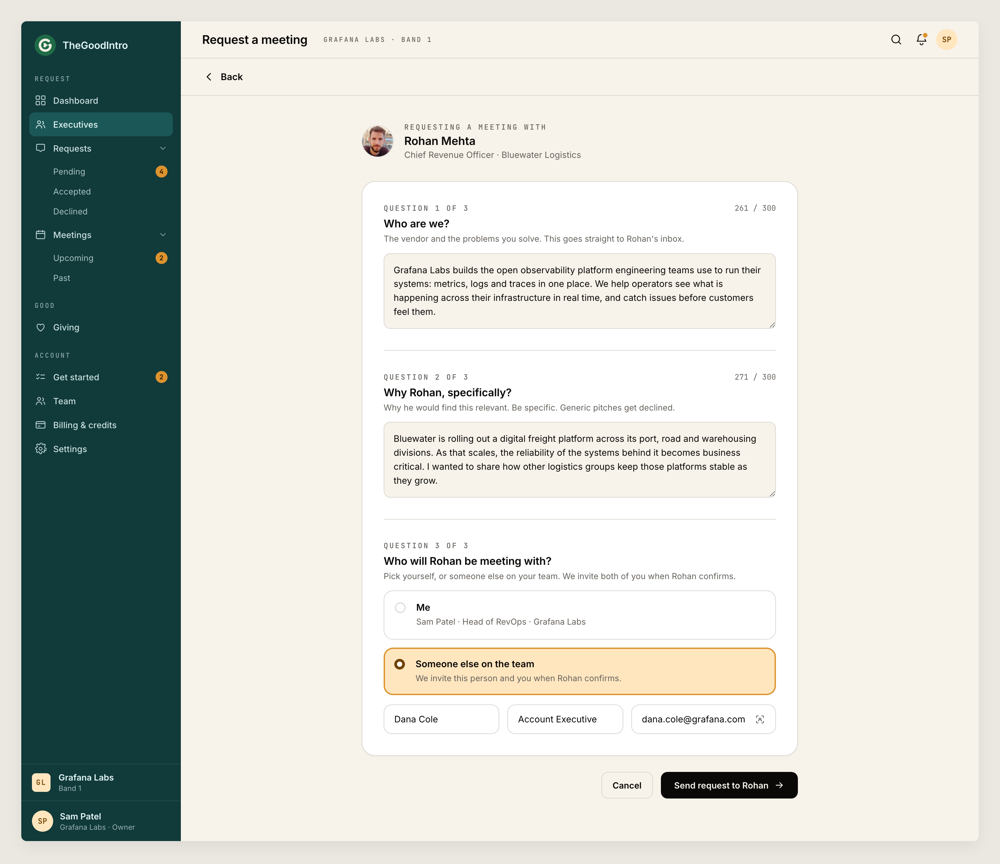 TheGoodIntro
REQUEST
Dashboard
Executives
Requests
Pending 4
Accepted
Declined
Meetings
Upcoming 2
Past
GOOD
Giving
ACCOUNT
Get started 2
Team
Billing & credits
Settings
GL
Grafana Labs
Band 1
SP
Sam Patel
Grafana Labs · Owner
Request a meeting GRAFANA LABS · BAND 1
SP
Back
REQUESTING A MEETING WITH
Rohan Mehta
Chief Revenue Officer · Bluewater Logistics
QUESTION 1 OF 3 261 / 300
Who are we?
The vendor and the problems you solve. This goes straight to Rohan's inbox.
Grafana Labs builds the open observability platform engineering teams use to run their
systems: metrics, logs and traces in one place. We help operators see what is
happening across their infrastructure in real time, and catch issues before customers
feel them.
QUESTION 2 OF 3 271 / 300
Why Rohan, specifically?
Why he would find this relevant. Be specific. Generic pitches get declined.
Bluewater is rolling out a digital freight platform across its port, road and warehousing
divisions. As that scales, the reliability of the systems behind it becomes business
critical. I wanted to share how other logistics groups keep those platforms stable as
they grow.
QUESTION 3 OF 3
Who will Rohan be meeting with?
Pick yourself, or someone else on your team. We invite both of you when Rohan confirms.
Me
Sam Patel · Head of RevOps · Grafana Labs
Someone else on the team
We invite this person and you when Rohan confirms.
Dana Cole Account Executive dana.cole@grafana.com
Cancel Send request to Rohan